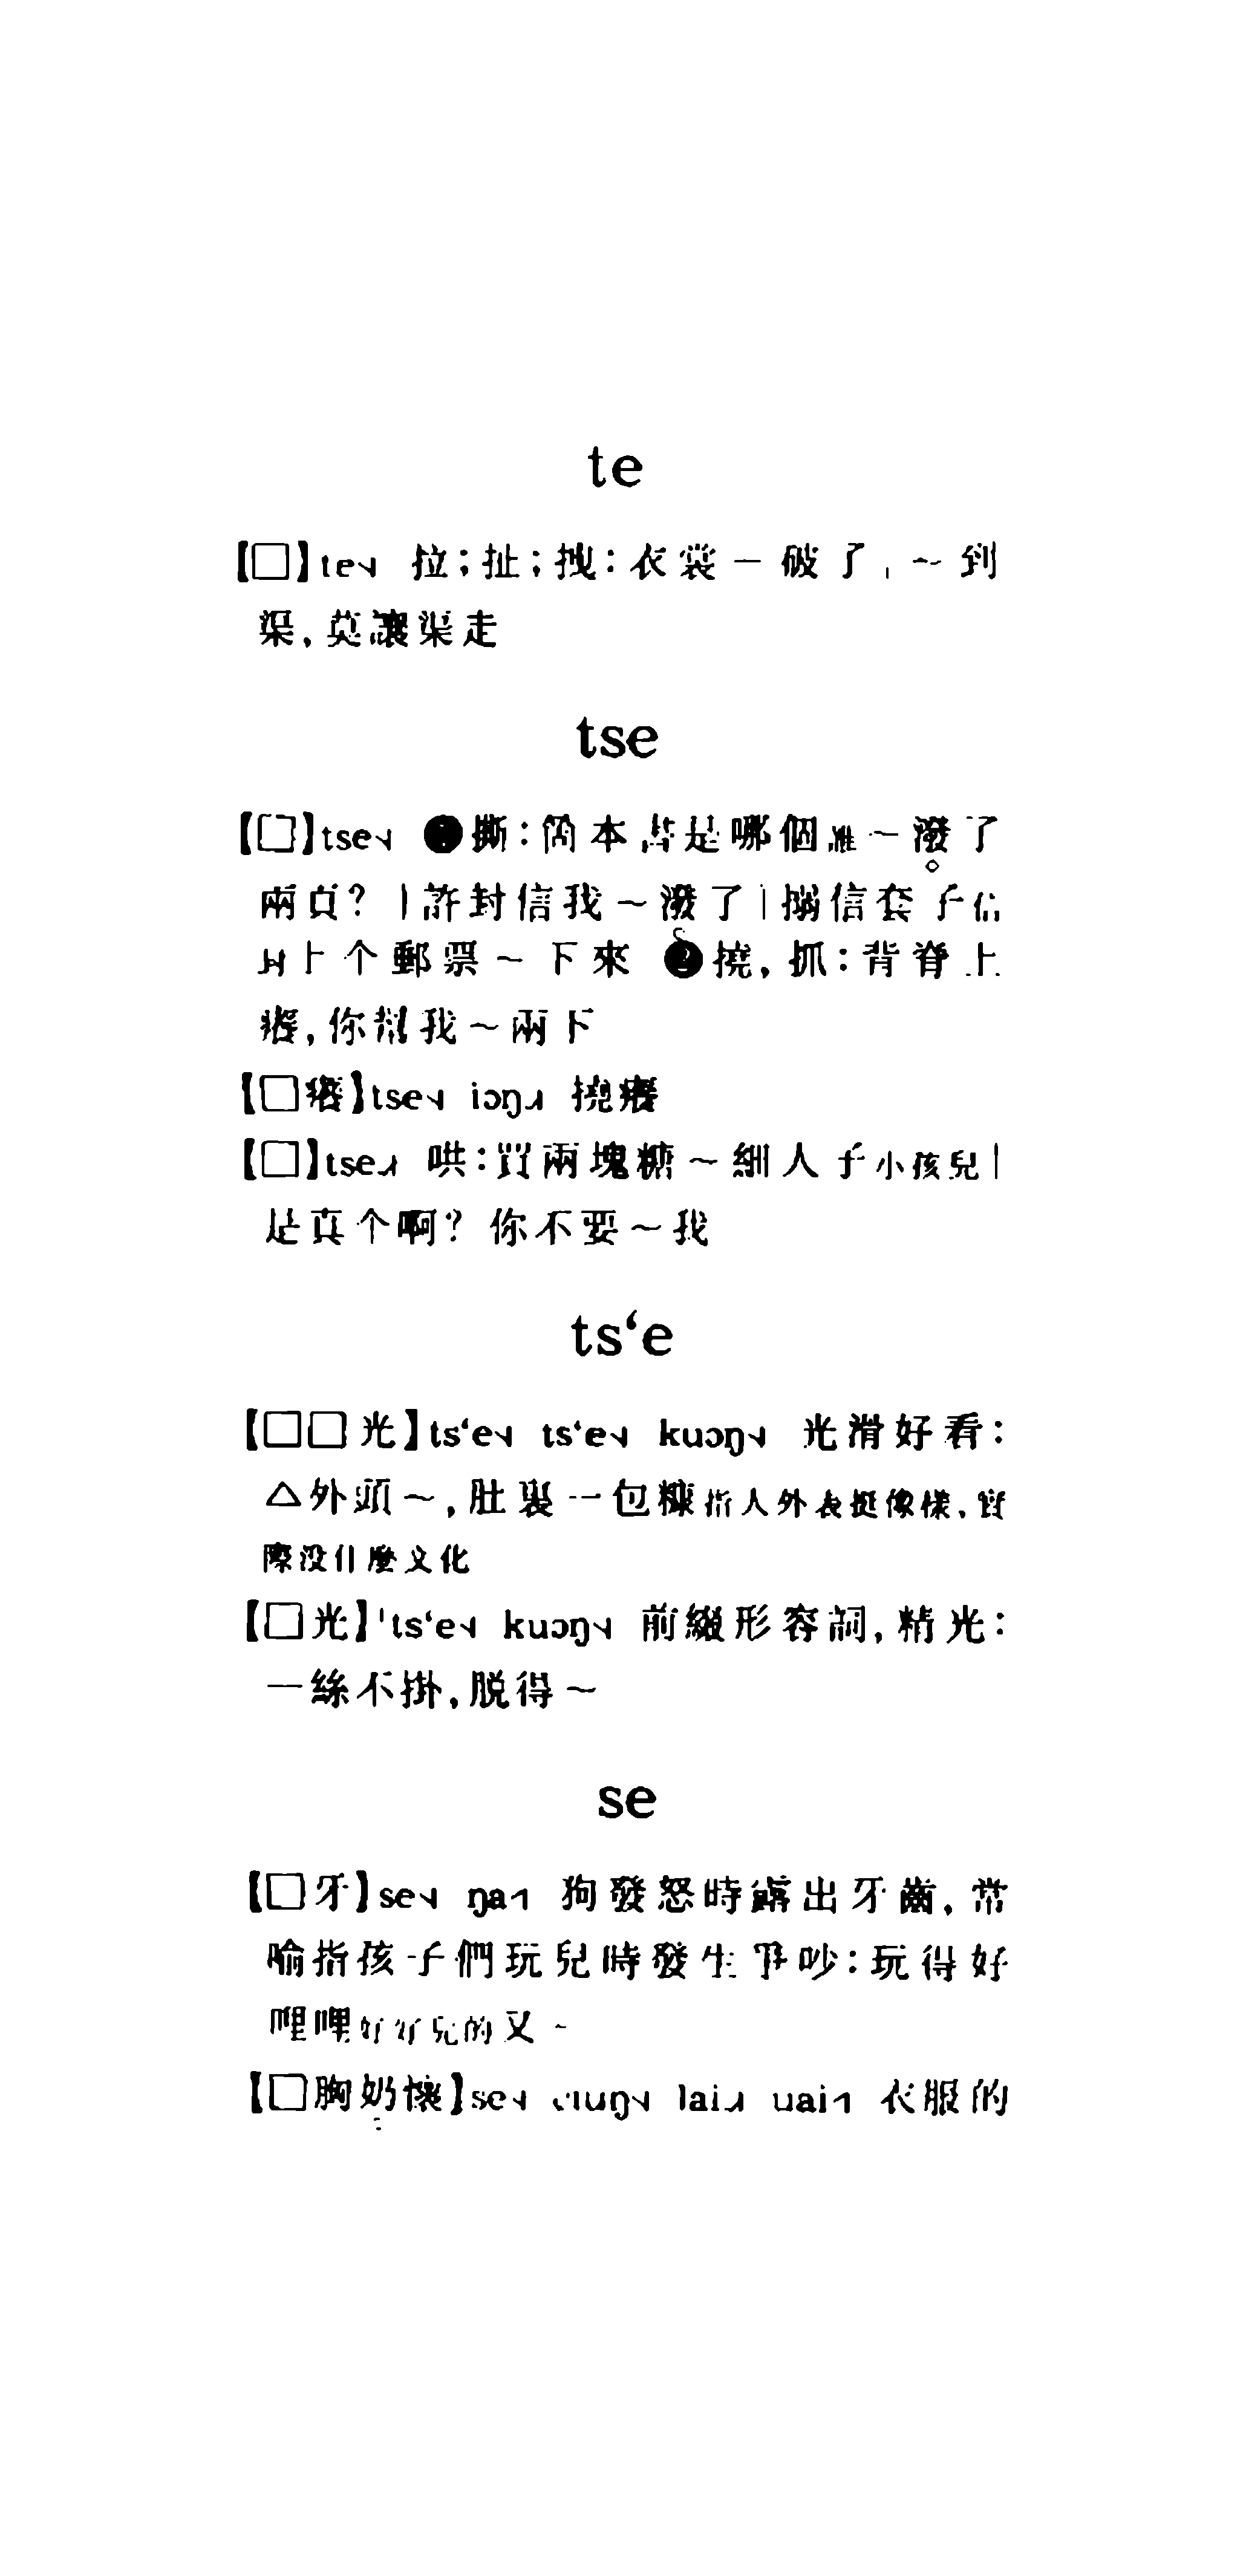 te
【□】te˧ 拉；扯；拽：衣裳～破了|～到
渠，莫讓渠走
tse
【□】tse˧ ❶撕：箇本書是哪個誰～潑了
兩頁？|許封信我～潑了|摛信套子信
上个郵票～下來 ❷撓，抓：背脊上
癢，你幫我～兩下
【□癢】tse˧ iɔŋ˩ 撓癢
【□】tse˩ 哄：買兩塊糖～細人子小孩兒|
是真个啊？你不要～我
ts‘e
【□□光】ts‘e˧ ts‘e˧ kuɔŋ˧ 光滑好看：
△外頭～，肚裏一包糠指人外表挺像樣，實
際没什麽文化
【□光】'ts‘e˧ kuɔŋ˧ 前綴形容詞，精光：
一絲不掛，脱得～
se
【□牙】se˧ ŋa˥ 狗發怒時露出牙齒，常
喻指孩子們玩兒時發生爭吵：玩得好
哩哩好好兒的又～
【□胸奶懷】se˧ ɕiuŋ˧ lai˩ uai˥ 衣服的